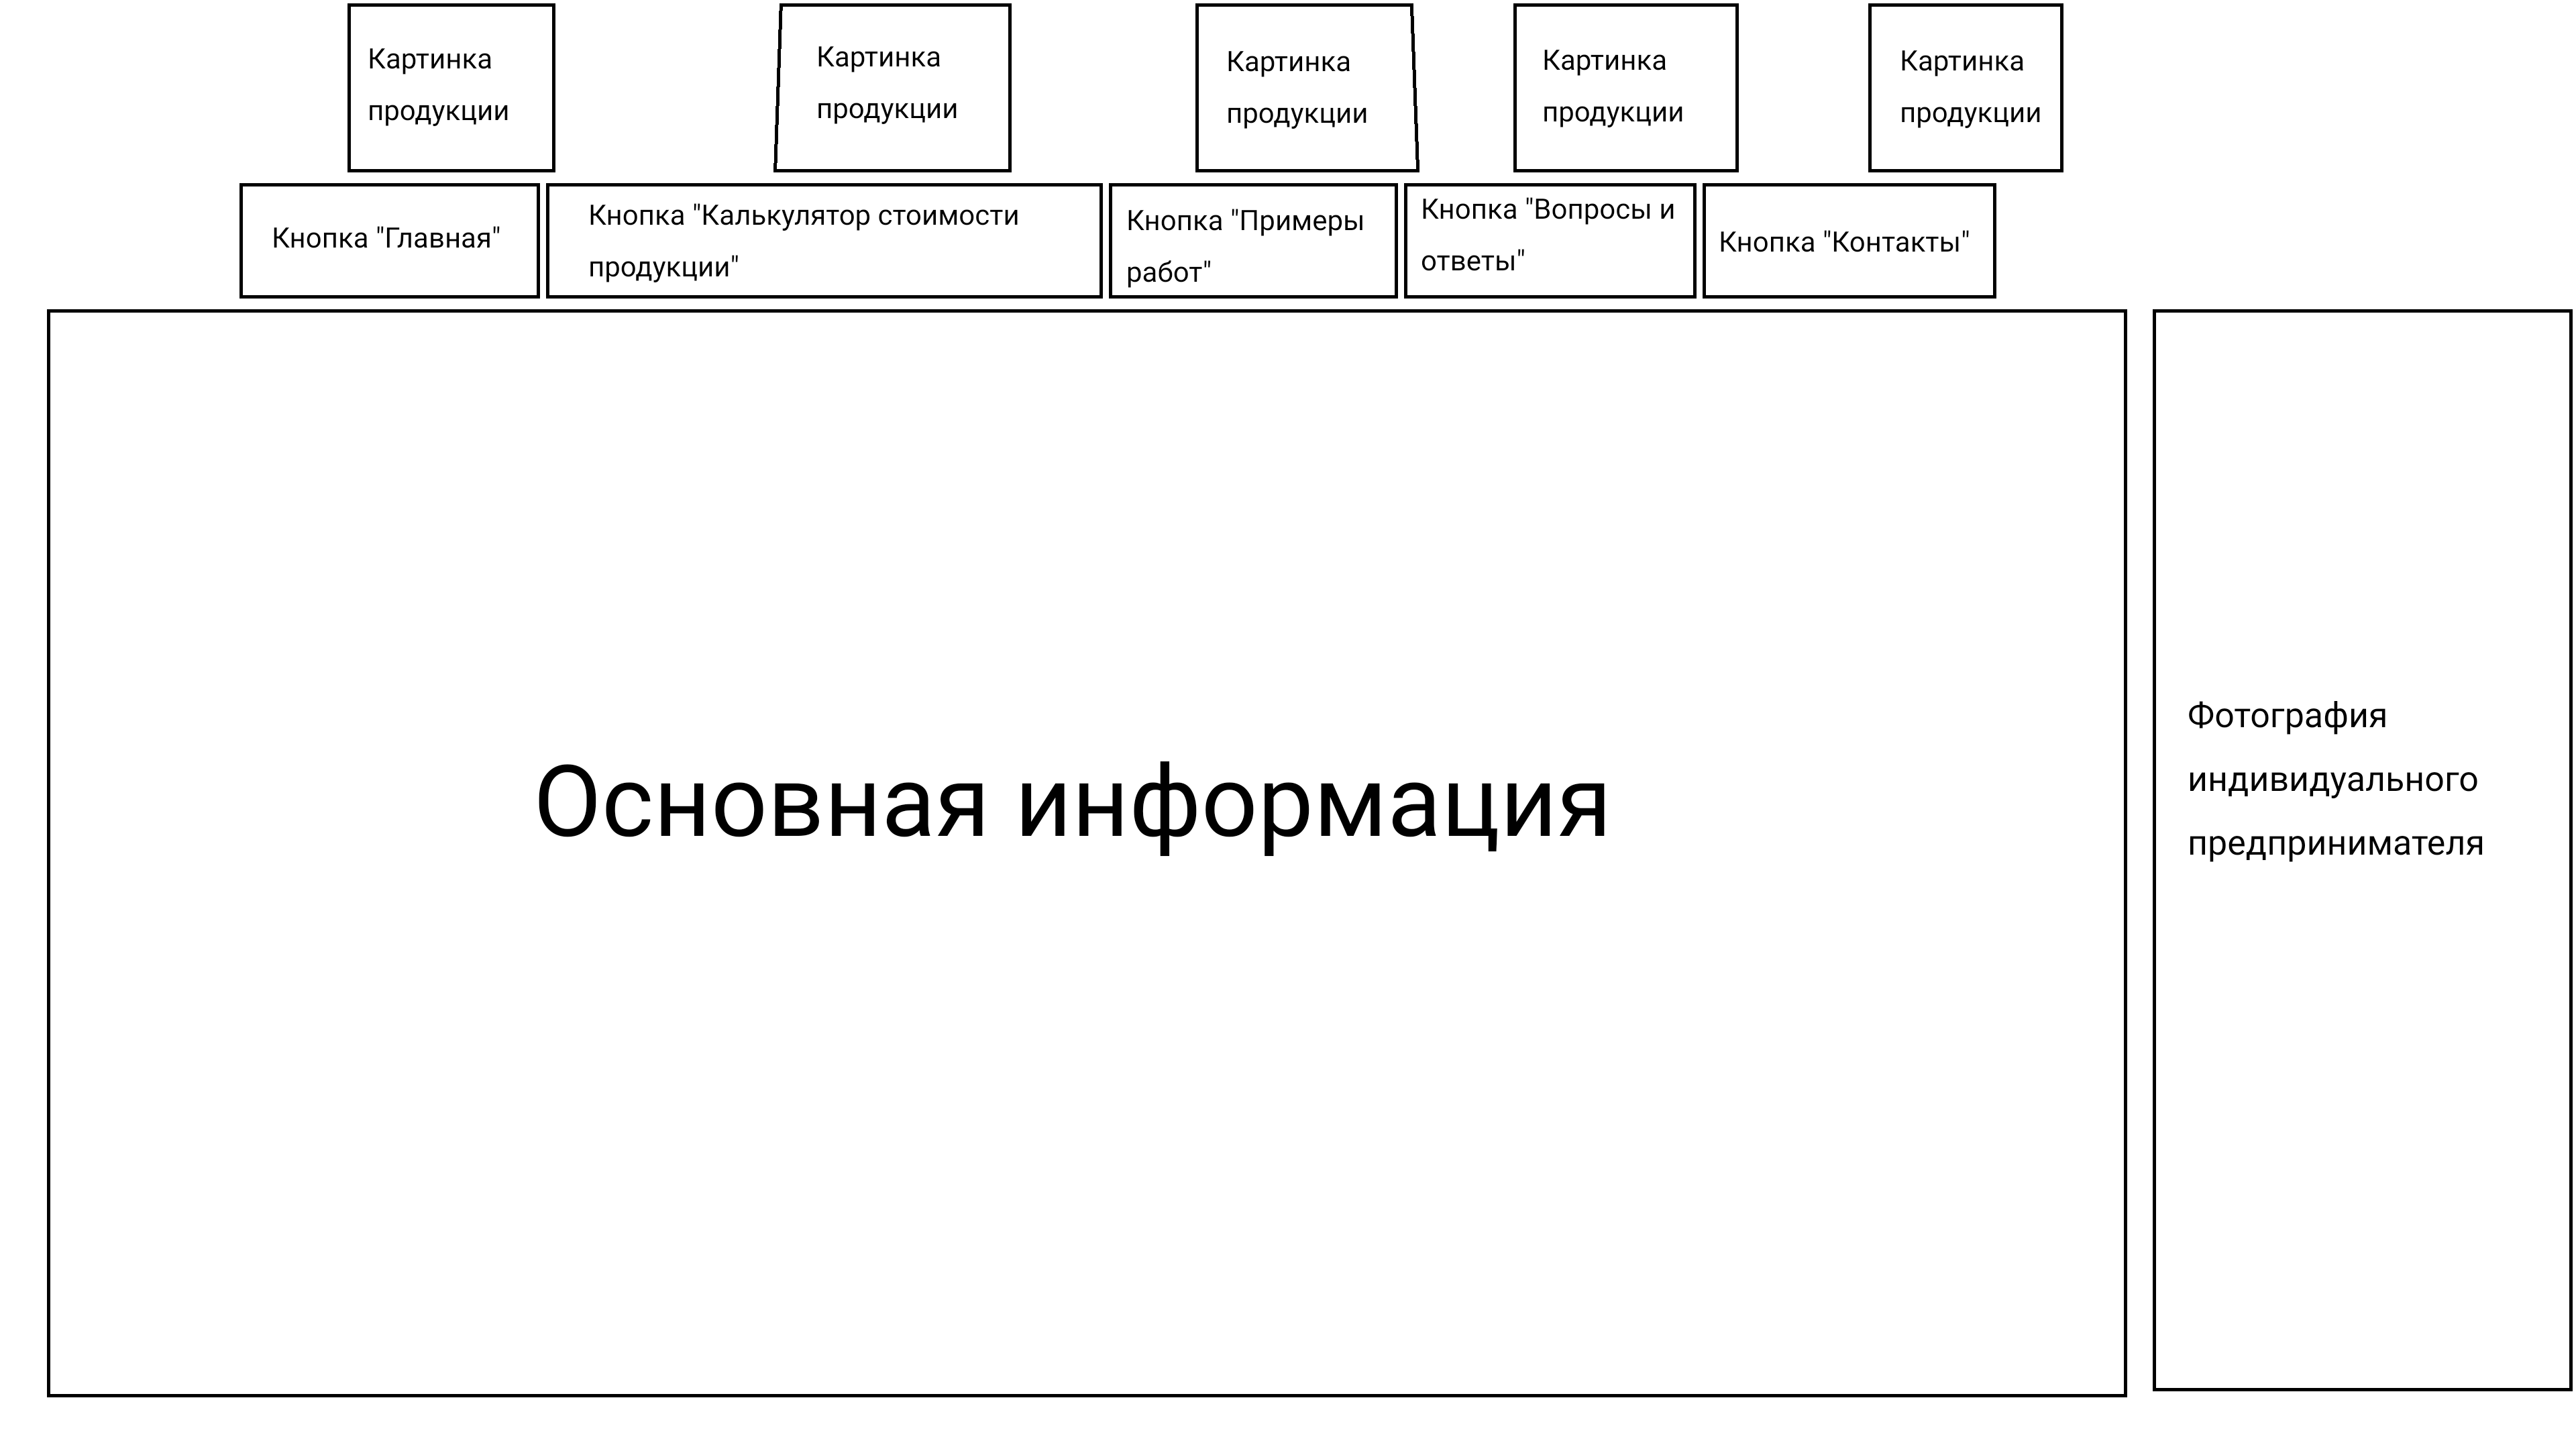 Картинка
продукции
Картинка
продукции
Картинка
продукции
Картинка
продукции
Картинка
продукции
Кнопка "Главная"
Кнопка "Калькулятор стоимости
продукции"
Кнопка "Примеры
работ"
Кнопка "Вопросы и
ответы"
Кнопка "Контакты"
Основная информация
Фотография
индивидуального
предпринимателя